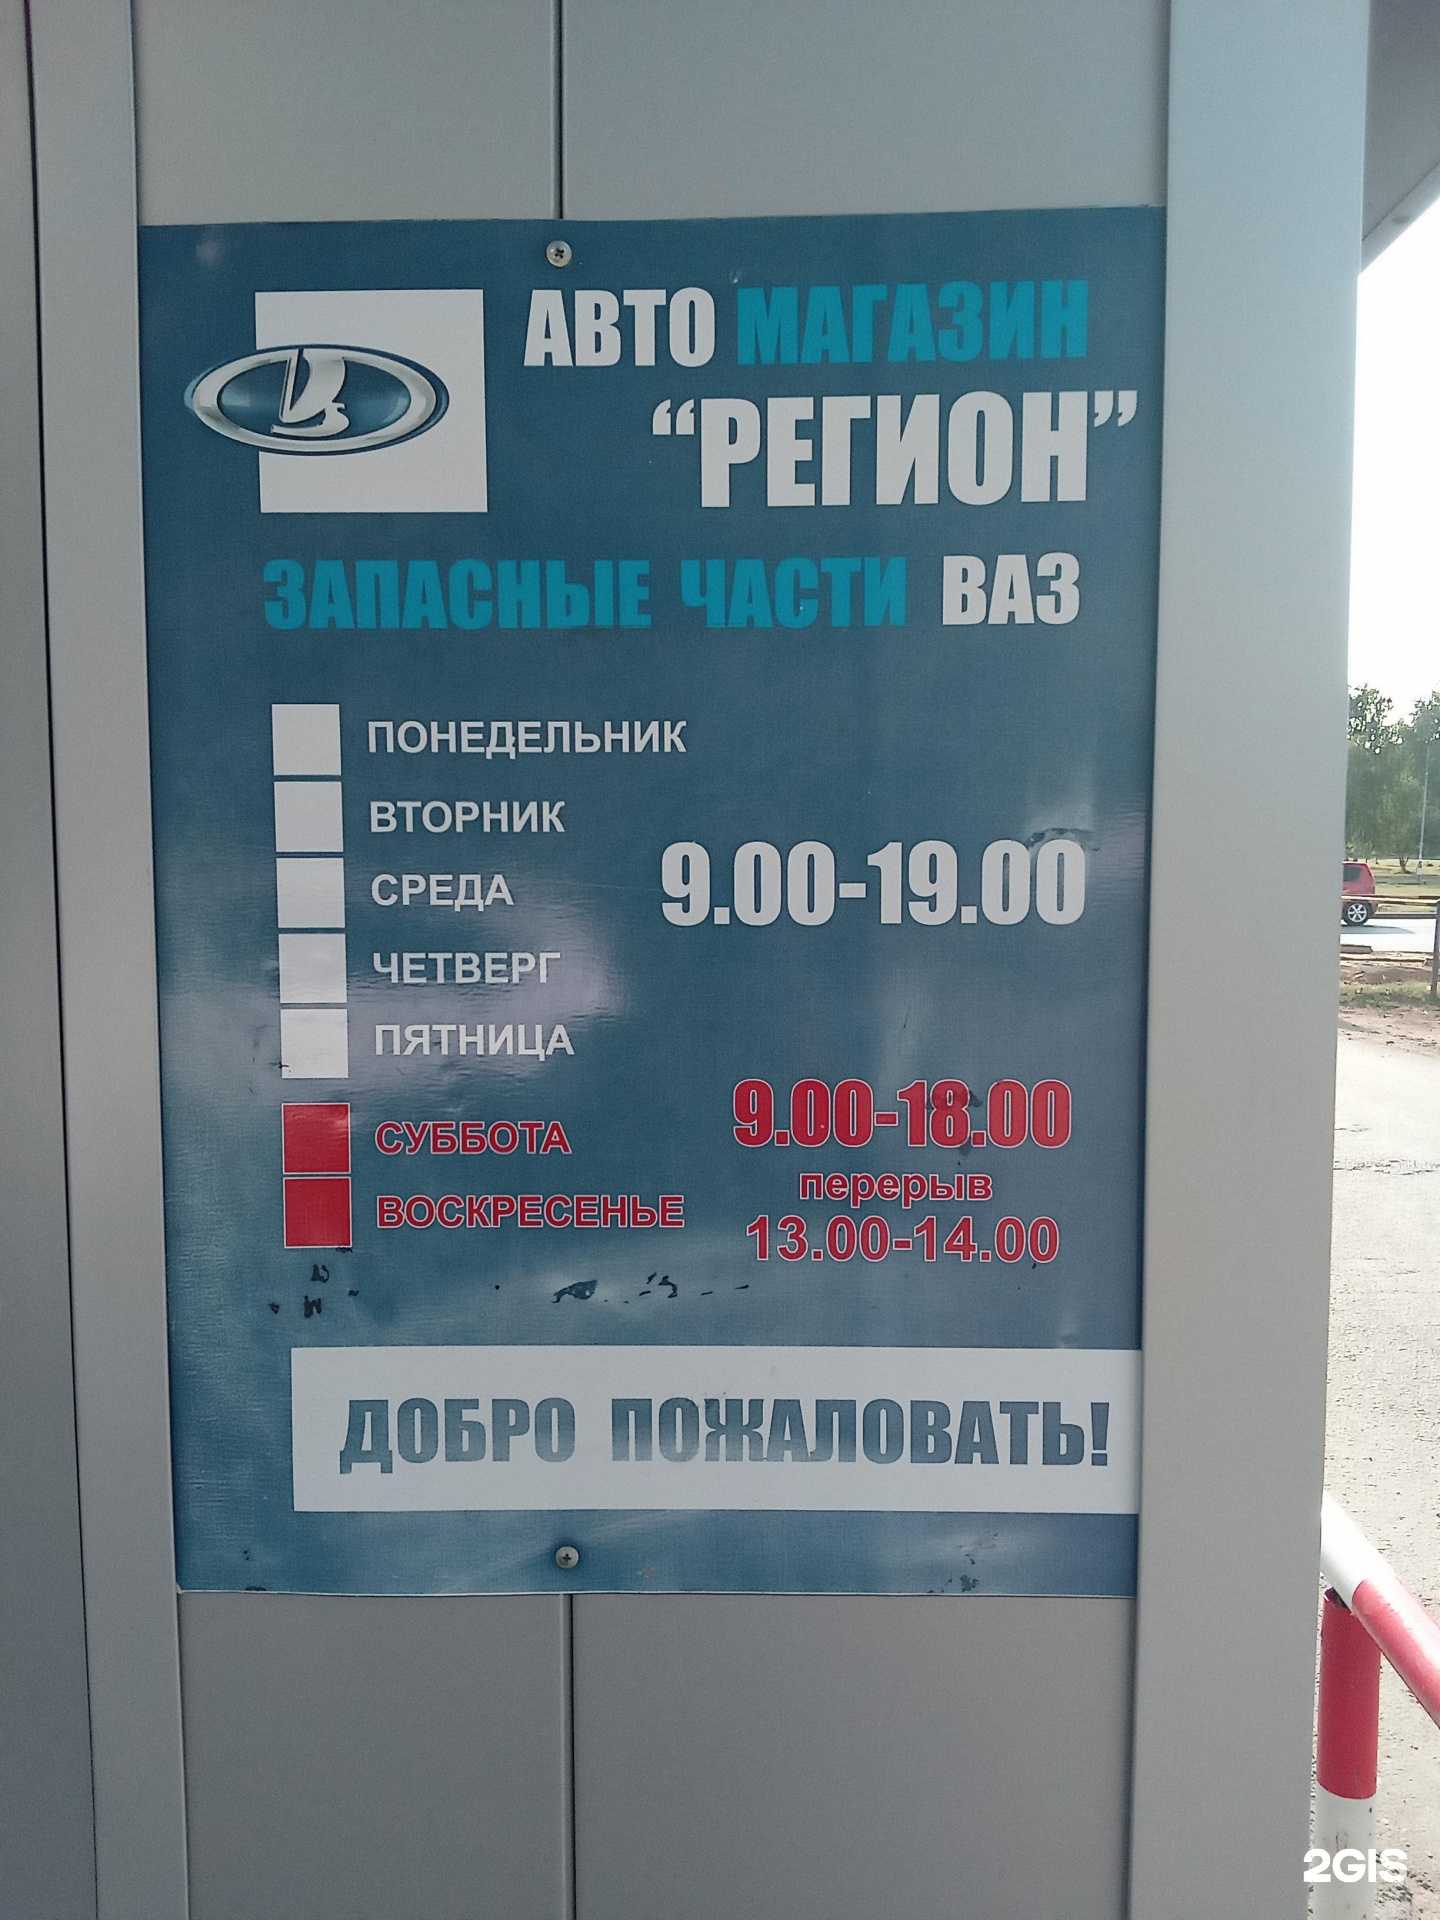 АВТО МАГАЗИН
“РЕГИОН”
ЗАПАСНЫЕ ЧАСТИ ВАЗ
ПОНЕДЕЛЬНИК
ВТОРНИК
СРЕДА
9.00-19.00
ЧЕТВЕРГ
ПЯТНИЦА
СУББОТА
9.00-18.00
перерыв
ВОСКРЕСЕНЬЕ
13.00-14.00
ДОБРО ПОЖАЛОВАТЬ!
2GIS